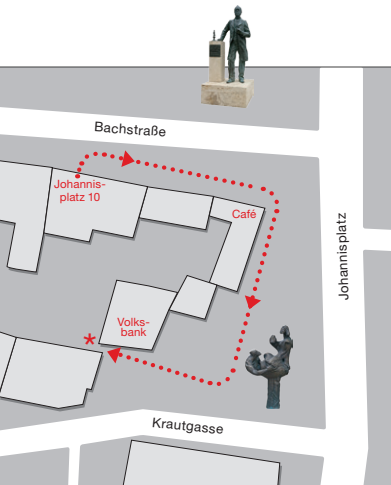 Bachstraße
Johannis-
platz 10
Café
Johannisplatz
Volks-
bank
*
Krautgasse